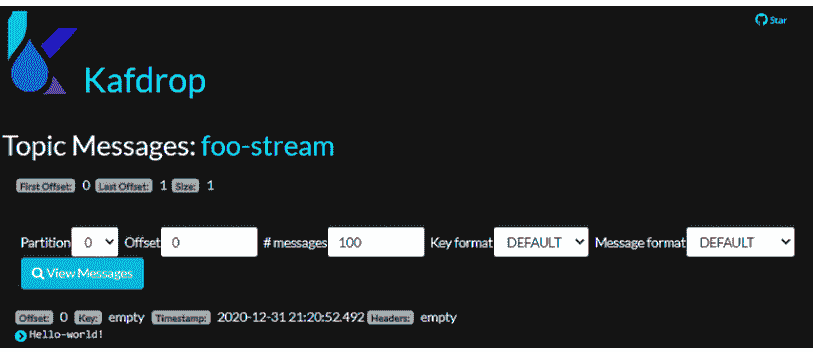 Star
Kafdrop
Topic Messages: foo-stream
First Offset: 0 Last Offset: 1 Size: 1
Partition 0 Offset 0 # messages 100 Key format DEFAULT Message format DEFAULT
View Messages
Offset: 0 Key: empty Timestamp: 2020-12-31 21:20:52.492 Headers: empty
Hello-world!